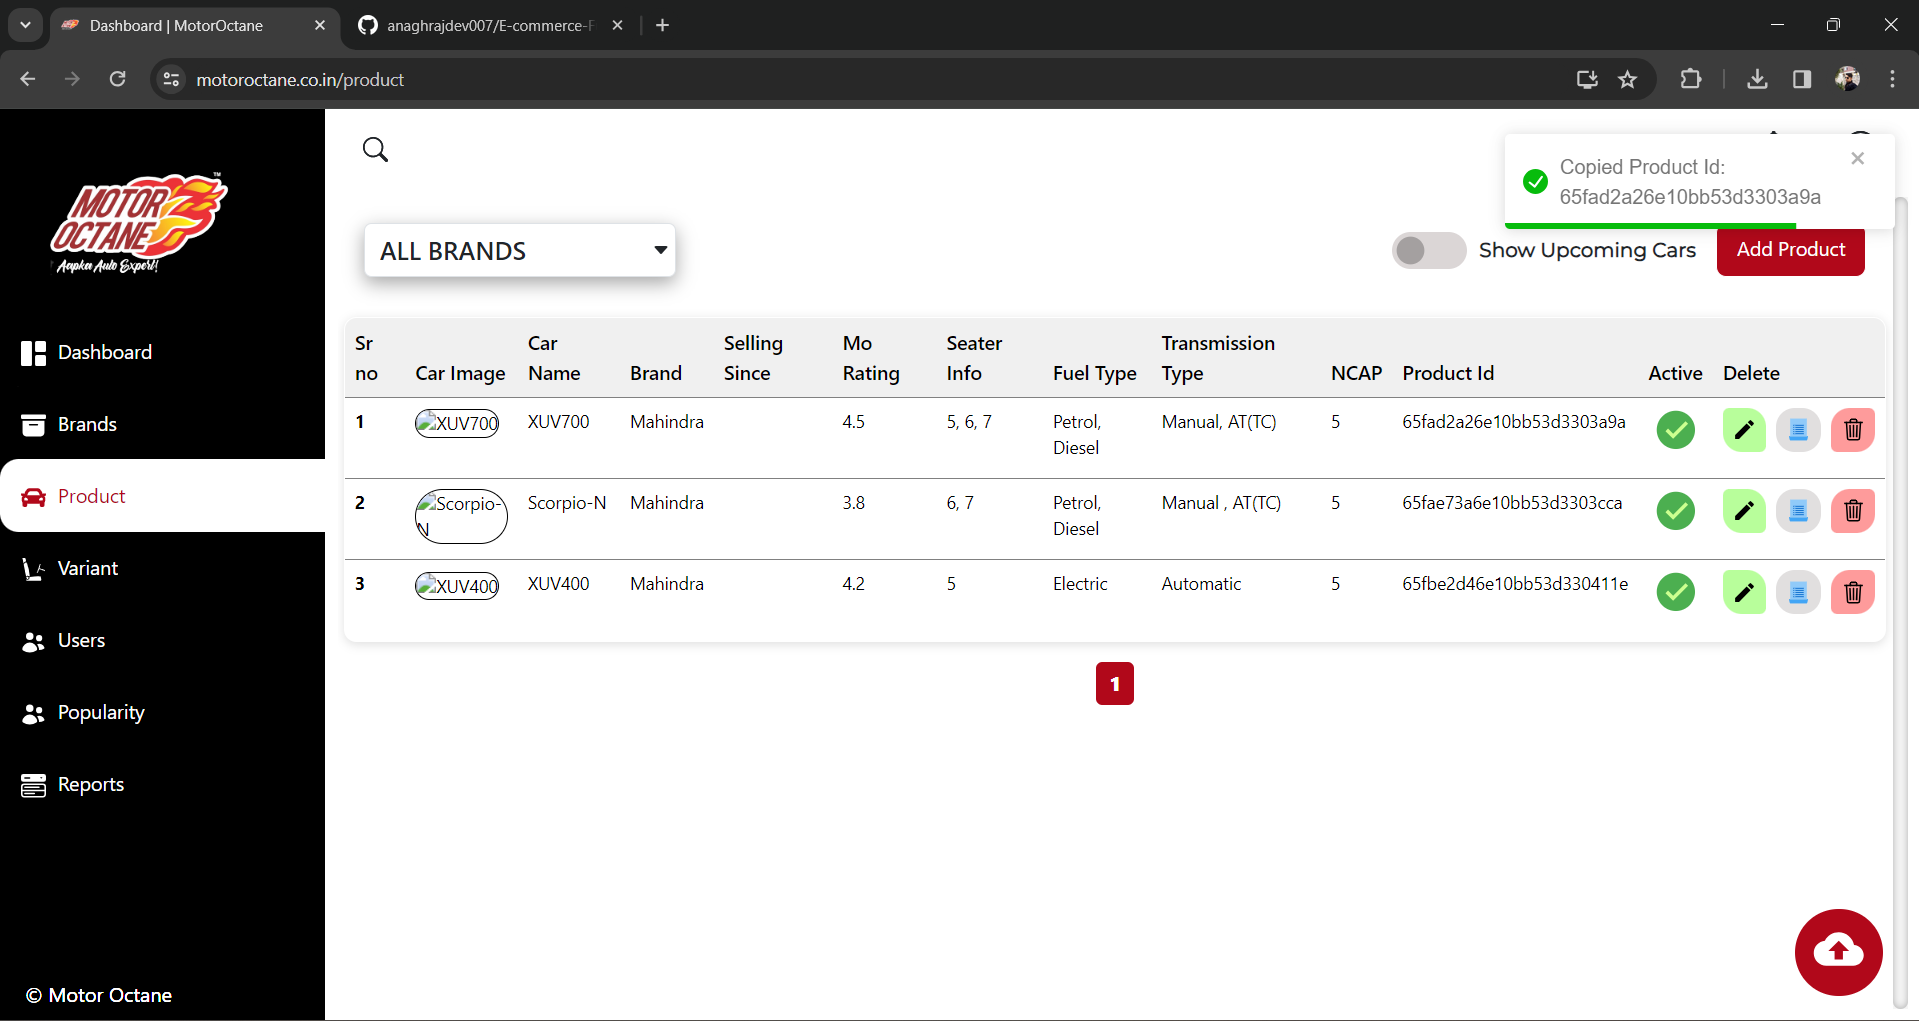 Dashboard | MotorOctane
anaghrajdev007/E-commerce-F
motoroctane.co.in/product
MOTOR
OCTANE
™
Aapka Auto Expert!
Dashboard
Brands
Product
Variant
Users
Popularity
Reports
© Motor Octane
Copied Product Id:
65fad2a26e10bb53d3303a9a
ALL BRANDS
Show Upcoming Cars
Add Product
Sr no Car Image Car Name Brand Selling Since Mo Rating Seater Info Fuel Type Transmission Type NCAP Product Id Active Delete
1 XUV700 XUV700 Mahindra 4.5 5, 6, 7 Petrol, Diesel Manual, AT(TC) 5 65fad2a26e10bb53d3303a9a
2 Scorpio-N Scorpio-N Mahindra 3.8 6, 7 Petrol, Diesel Manual , AT(TC) 5 65fae73a6e10bb53d3303cca
3 XUV400 XUV400 Mahindra 4.2 5 Electric Automatic 5 65fbe2d46e10bb53d330411e
1